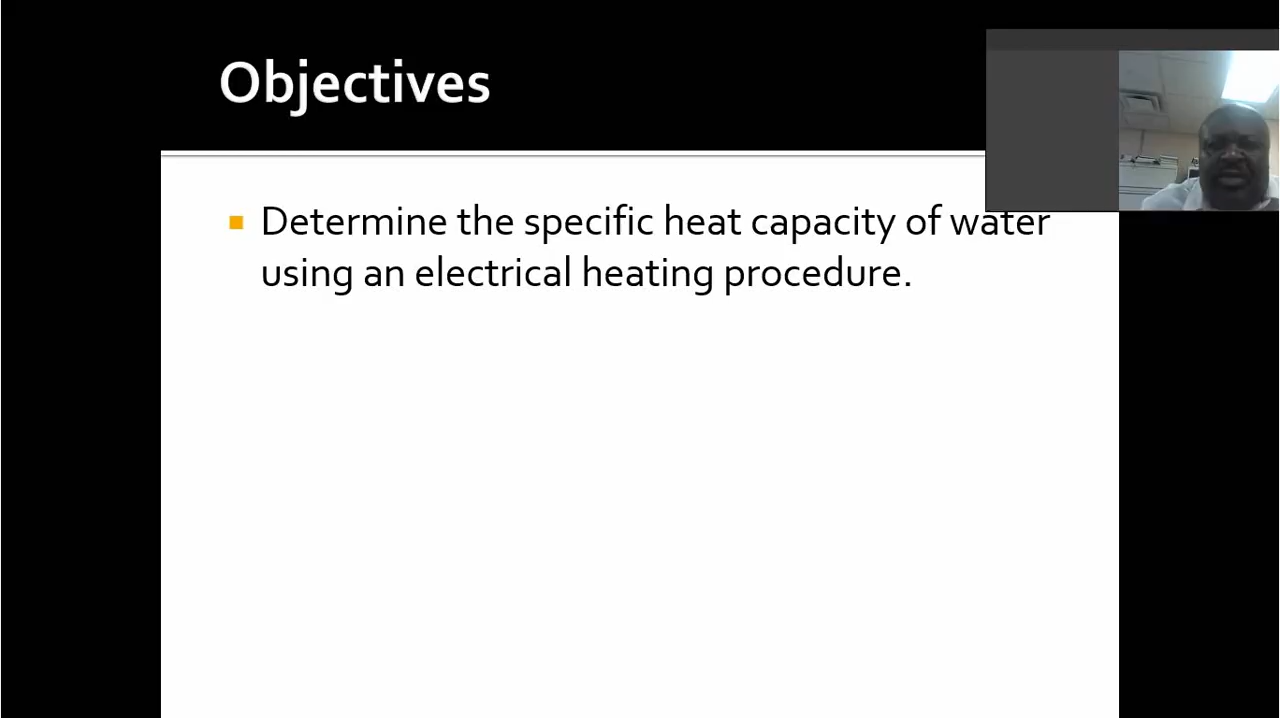 Objectives
Determine the specific heat capacity of water
using an electrical heating procedure.